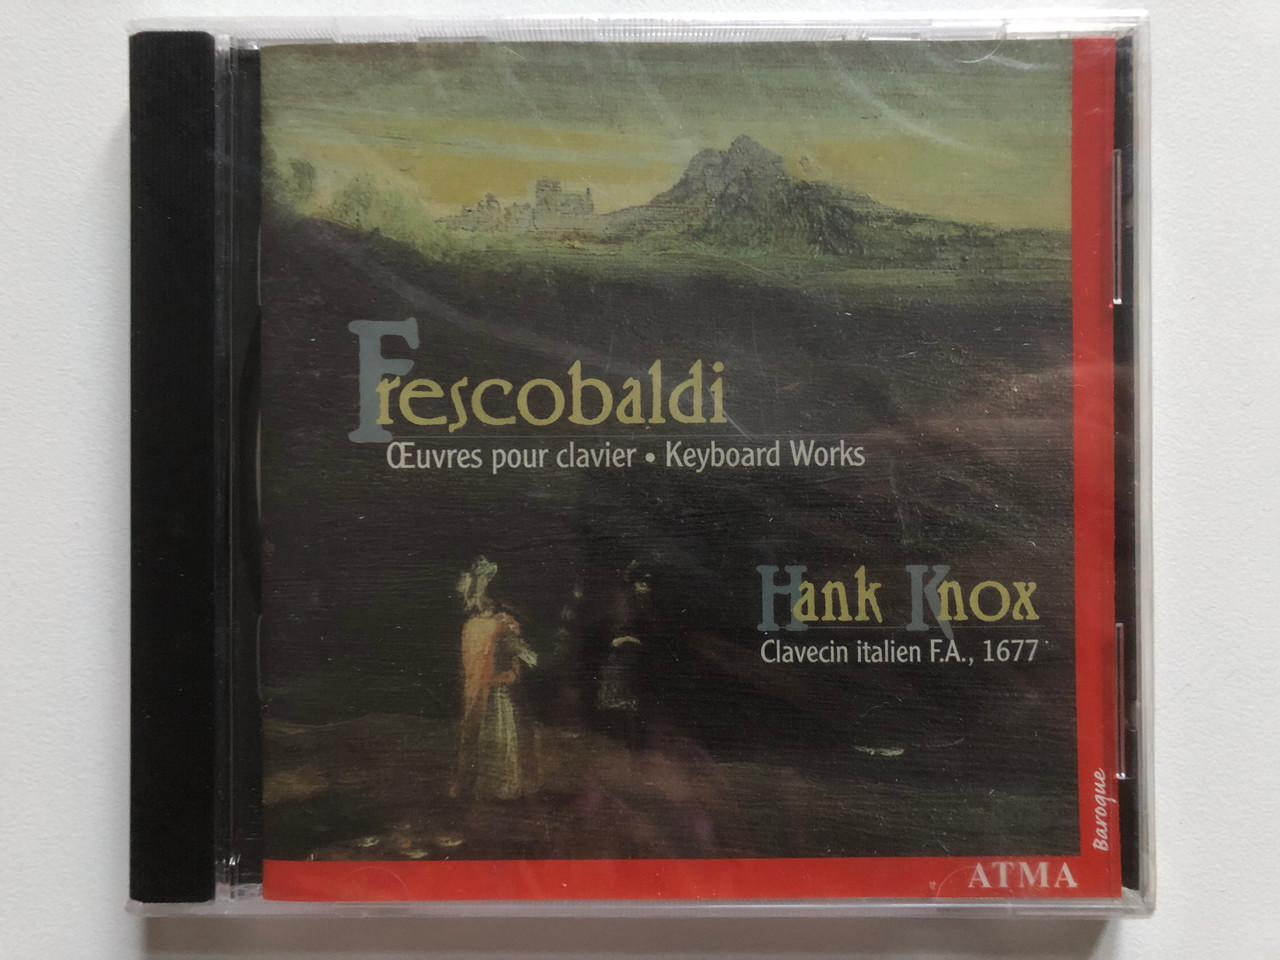 Frescobaldi
Œuvres pour clavier • Keyboard Works
Hank Knox
Clavecin italien F.A., 1677
Baroque
ATMA